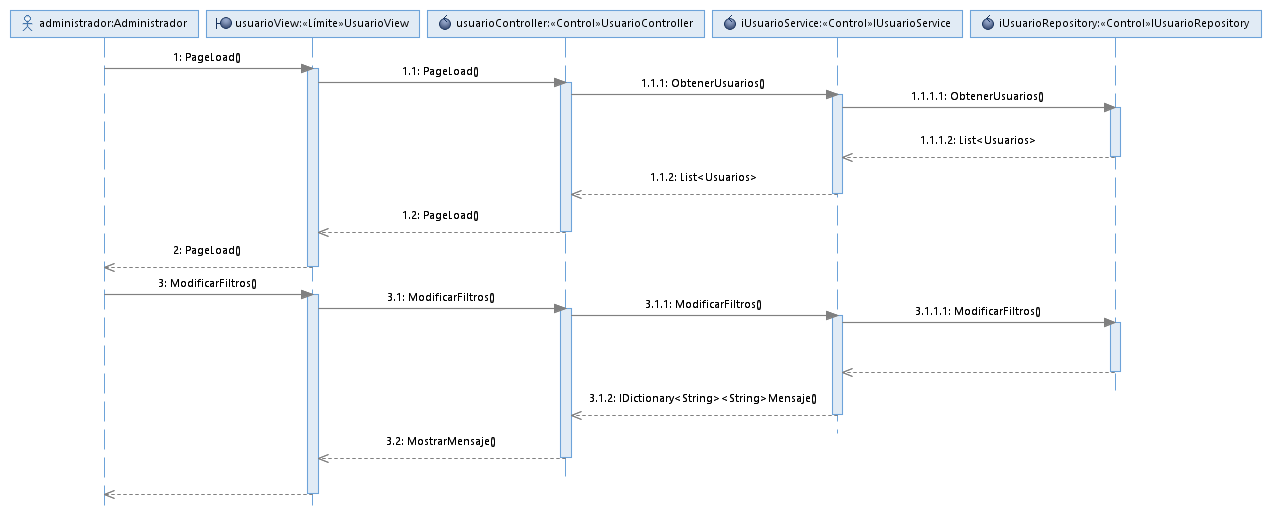 administrador:Administrador
usuarioView:«Límite»UsuarioView
usuarioController:«Control»UsuarioController
iUsuarioService:«Control»IUsuarioService
iUsuarioRepository:«Control»IUsuarioRepository
1: PageLoad()
1.1: PageLoad()
1.1.1: ObtenerUsuarios()
1.1.1.1: ObtenerUsuarios()
1.1.1.2: List<Usuarios>
1.1.2: List<Usuarios>
1.2: PageLoad()
2: PageLoad()
3: ModificarFiltros()
3.1: ModificarFiltros()
3.1.1: ModificarFiltros()
3.1.1.1: ModificarFiltros()
3.1.2: IDictionary<String><String>Mensaje()
3.2: MostrarMensaje()